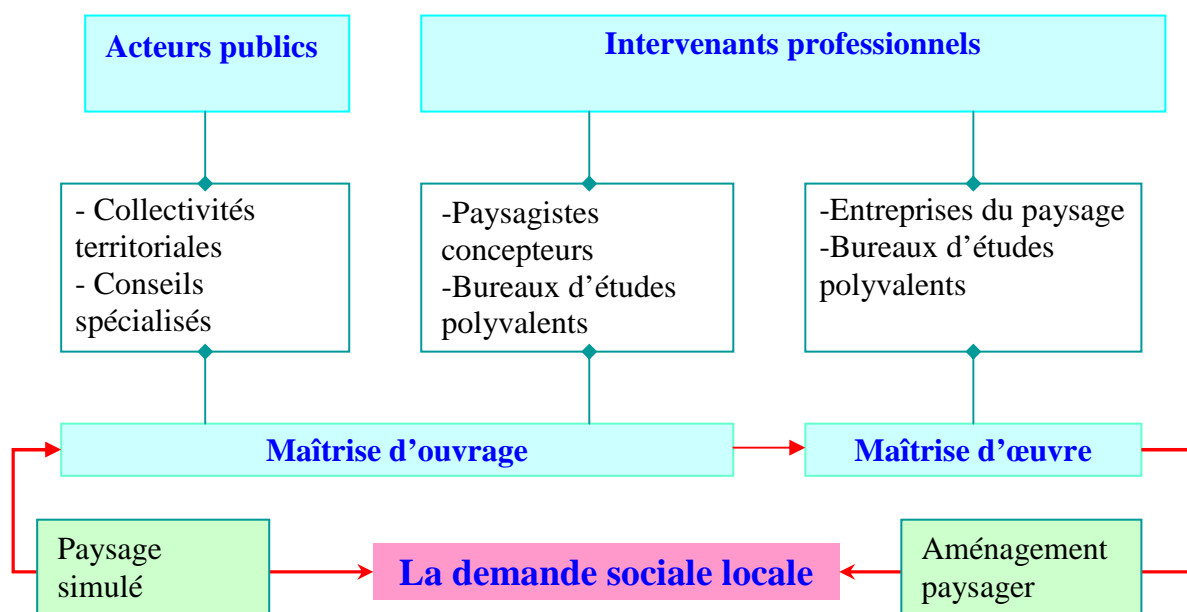 Acteurs publics
Intervenants professionnels
- Collectivités
territoriales
- Conseils
spécialisés
-Paysagistes
concepteurs
-Bureaux d’études
polyvalents
-Entreprises du paysage
-Bureaux d’études
polyvalents
Maîtrise d’ouvrage
Maîtrise d’œuvre
Paysage
simulé
La demande sociale locale
Aménagement
paysager